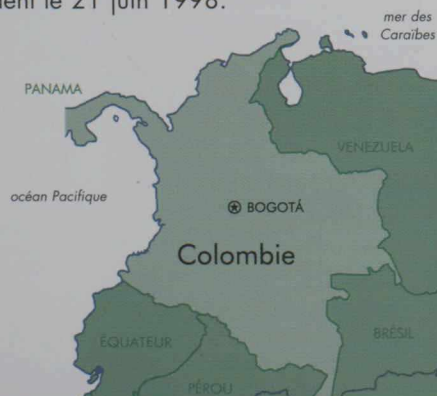 le 21 juin 1998.
mer des
Caraïbes
PANAMA
VENEZUELA
océan Pacifique
BOGOTÁ
Colombie
ÉQUATEUR
BRÉSIL
PÉROU